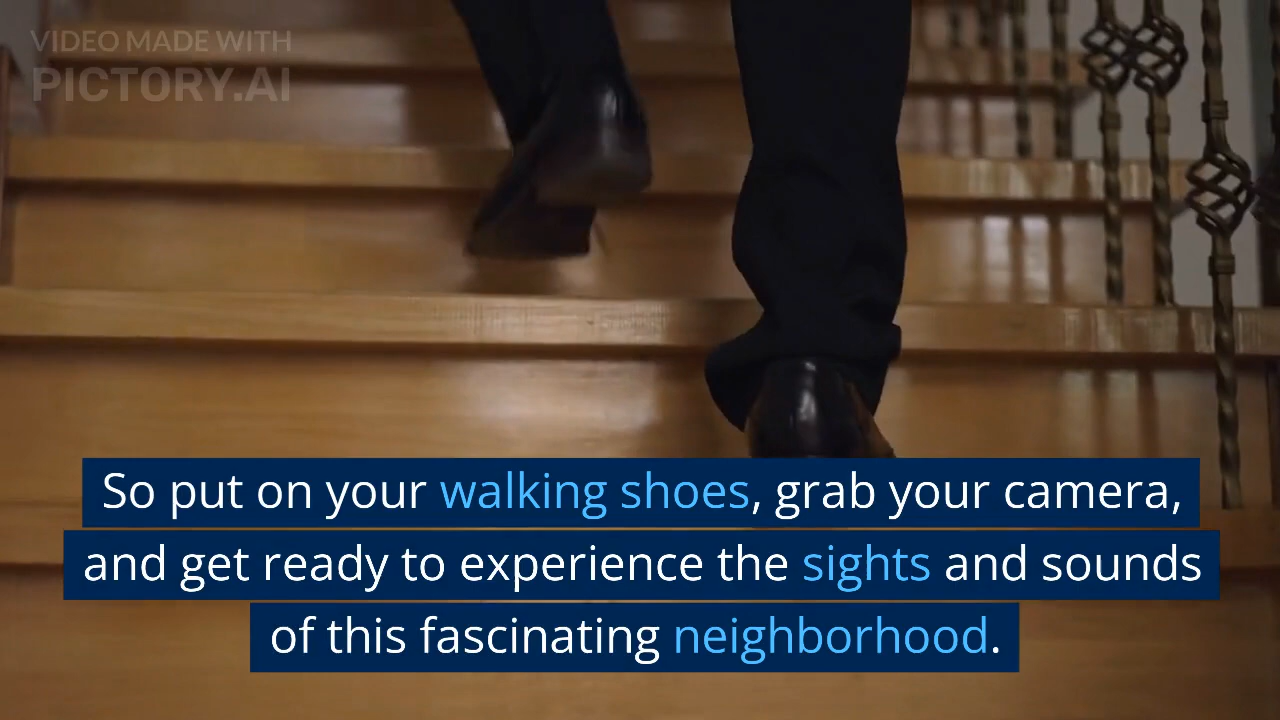 VIDEO MADE WITH
PICTORY.AI
So put on your walking shoes, grab your camera,
and get ready to experience the sights and sounds
of this fascinating neighborhood.